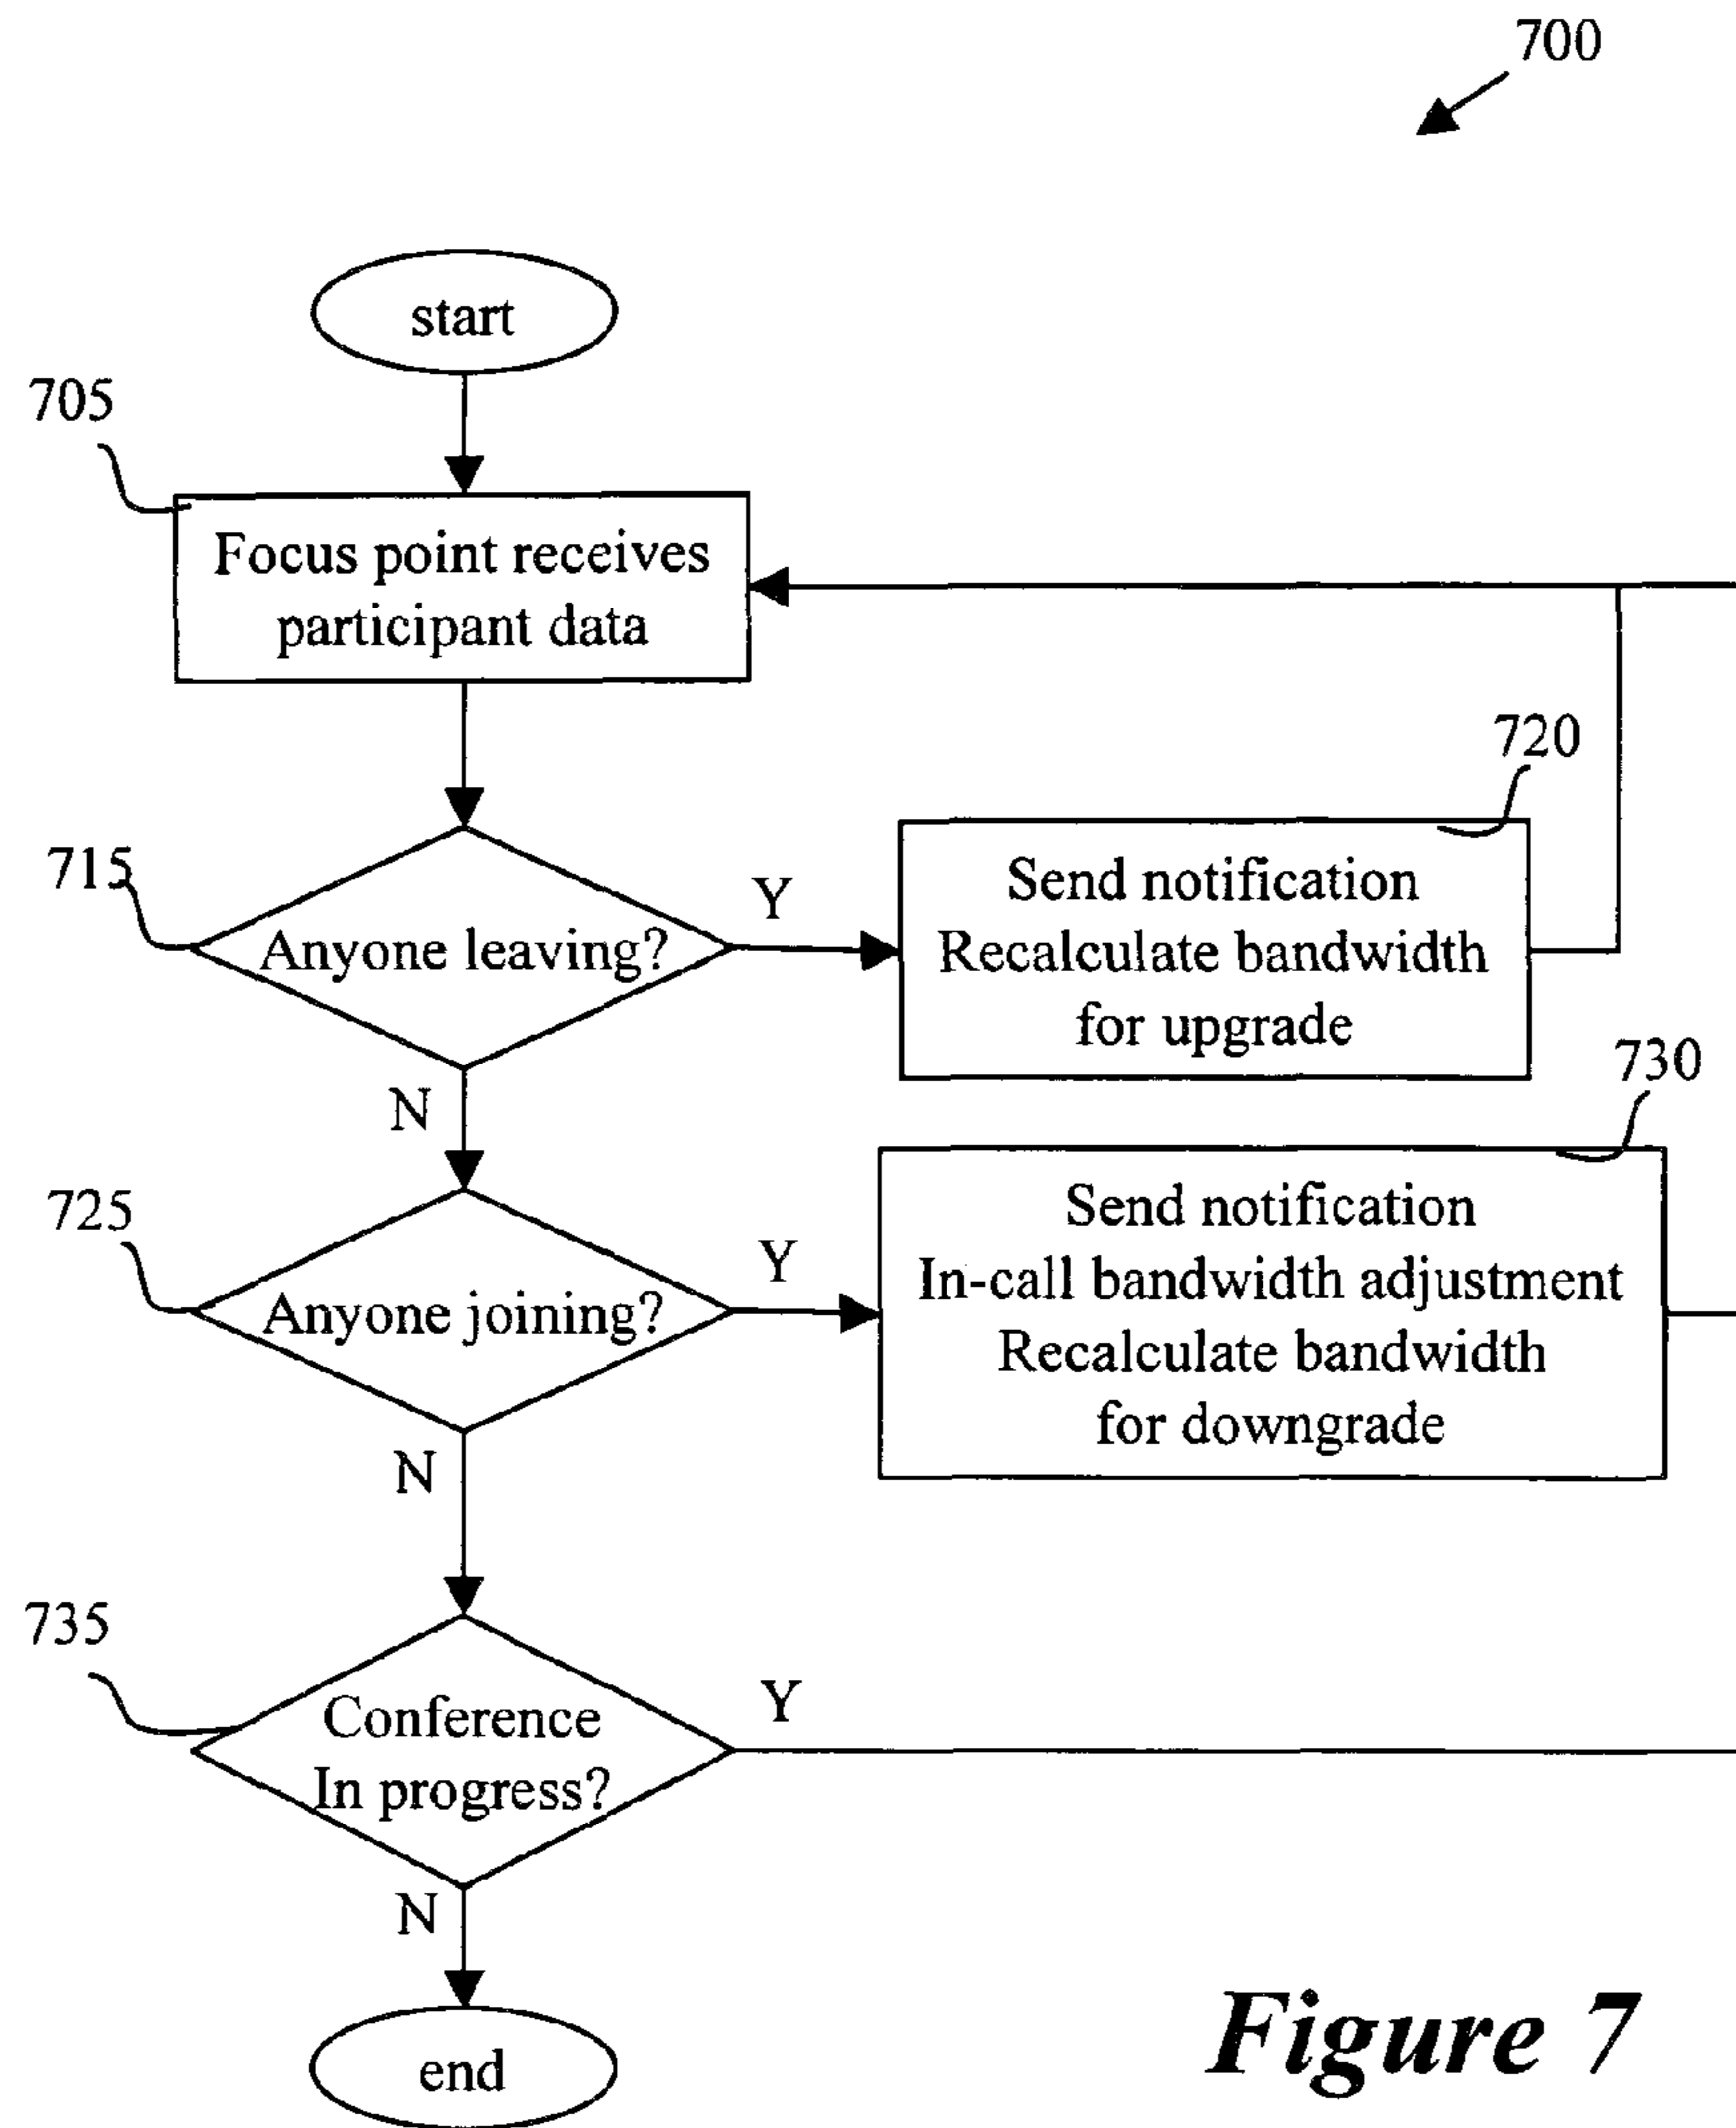 700
start
705
Focus point receives
participant data
720
715
Anyone leaving?
Y
Send notification
Recalculate bandwidth
for upgrade
N
730
725
Anyone joining?
Y
Send notification
In-call bandwidth adjustment
Recalculate bandwidth
for downgrade
N
735
Conference
In progress?
Y
N
end
Figure 7